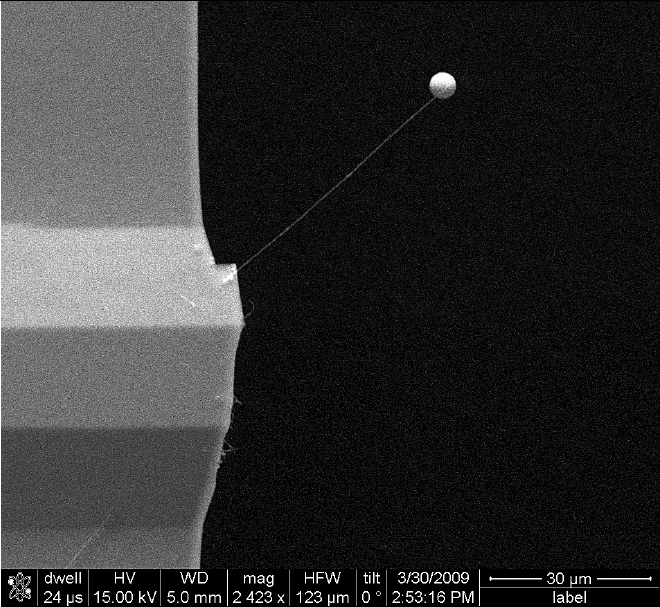 dwell HV WD mag HFW tilt 3/30/2009 30 µm
24 µs 15.00 kV 5.0 mm 2 423 x 123 µm 0 ° 2:53:16 PM label